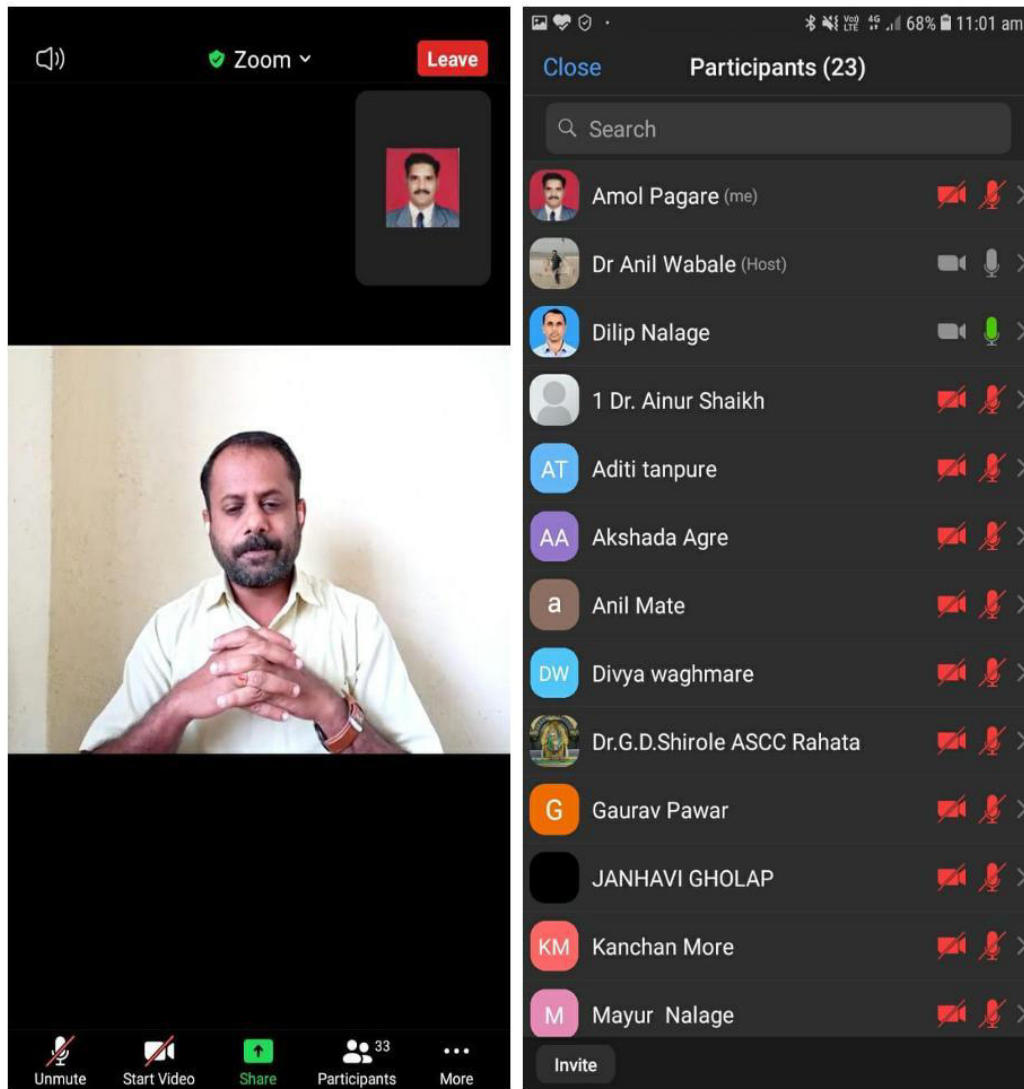 Zoom
Leave
33
Unmute
Start Video
Share
Participants
More
VoLTE 4G 68% 11:01 am
Close
Participants (23)
Search
Amol Pagare (me)
Dr Anil Wabale (Host)
Dilip Nalage
1 Dr. Ainur Shaikh
AT Aditi tanpure
AA Akshada Agre
a Anil Mate
DW Divya waghmare
Dr.G.D.Shirole ASCC Rahata
G Gaurav Pawar
JANHAVI GHOLAP
KM Kanchan More
M Mayur Nalage
Invite